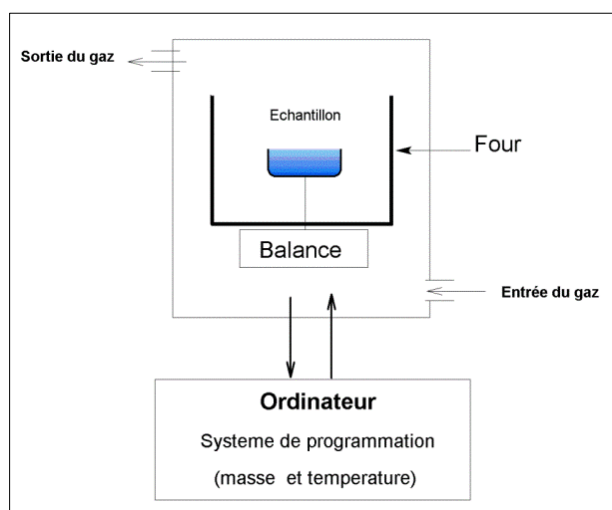 Sortie du gaz
Echantillon
Four
Balance
Entrée du gaz
Ordinateur
Systeme de programmation
(masse et temperature)